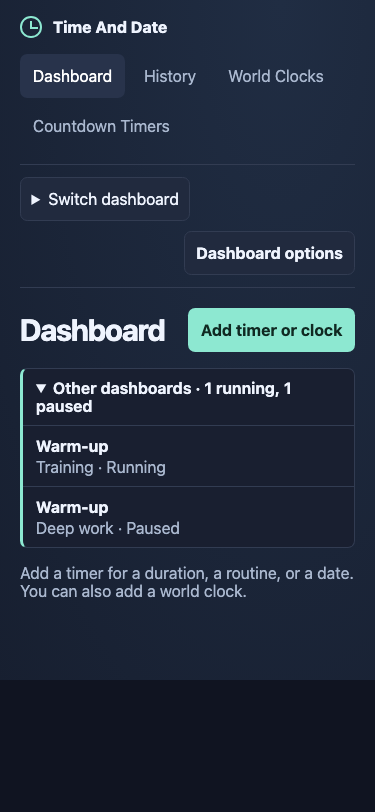 Time And Date
Dashboard
History
World Clocks
Countdown Timers
▶ Switch dashboard
Dashboard options
Dashboard
Add timer or clock
▼ Other dashboards · 1 running, 1
paused
Warm-up
Training · Running
Warm-up
Deep work · Paused
Add a timer for a duration, a routine, or a date.
You can also add a world clock.